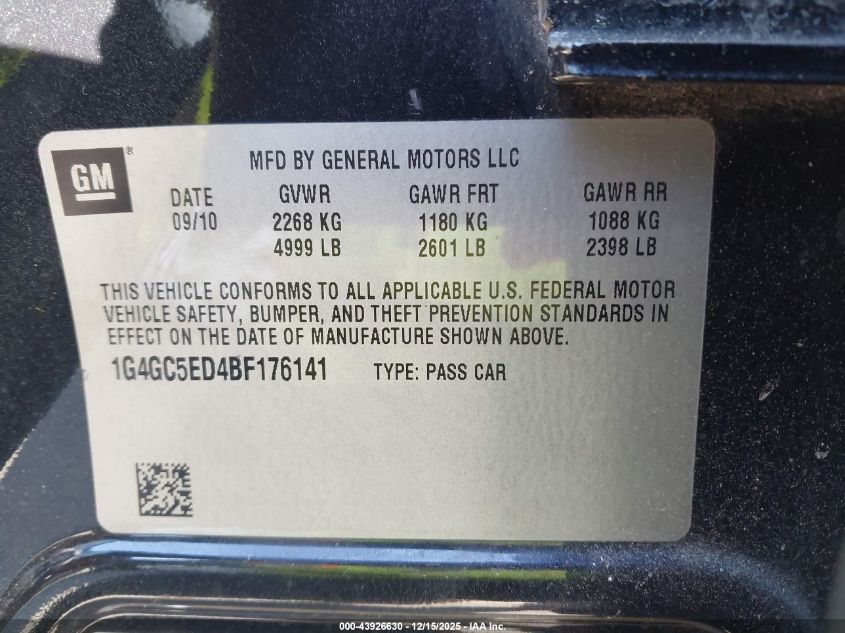 GM ®
MFD BY GENERAL MOTORS LLC
DATE GVWR GAWR FRT GAWR RR
09/10 2268 KG 1180 KG 1088 KG
4999 LB 2601 LB 2398 LB
THIS VEHICLE CONFORMS TO ALL APPLICABLE U.S. FEDERAL MOTOR
VEHICLE SAFETY, BUMPER, AND THEFT PREVENTION STANDARDS IN
EFFECT ON THE DATE OF MANUFACTURE SHOWN ABOVE.
1G4GC5ED4BF176141 TYPE: PASS CAR
000-43926630 - 12/15/2025 - IAA Inc.